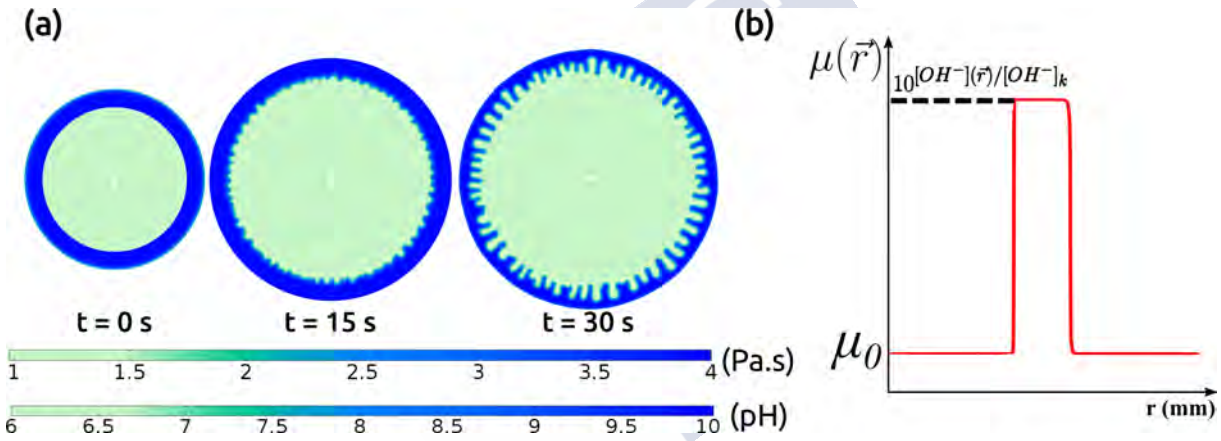 (a)
t = 0 s t = 15 s t = 30 s
1 1.5 2 2.5 3 3.5 4 (Pa.s)
6 6.5 7 7.5 8 8.5 9 9.5 10 (pH)
(b)
μ(r⃗)
10^{[OH⁻](r⃗)/[OH⁻]ₖ}
μ₀
r (mm)